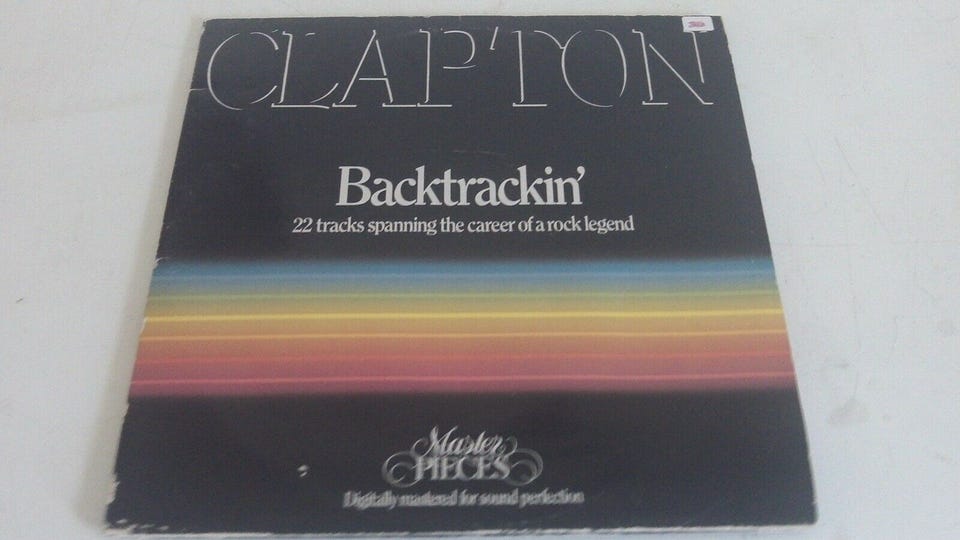 CLAPTON
Backtrackin'
22 tracks spanning the career of a rock legend
Master
PIECES
Digitally mastered for sound perfection